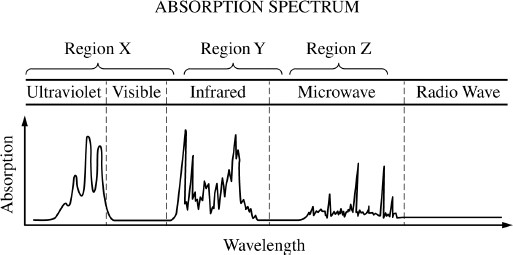 ABSORPTION SPECTRUM
Region X Region Y Region Z
Ultraviolet Visible Infrared Microwave Radio Wave
Absorption
Wavelength